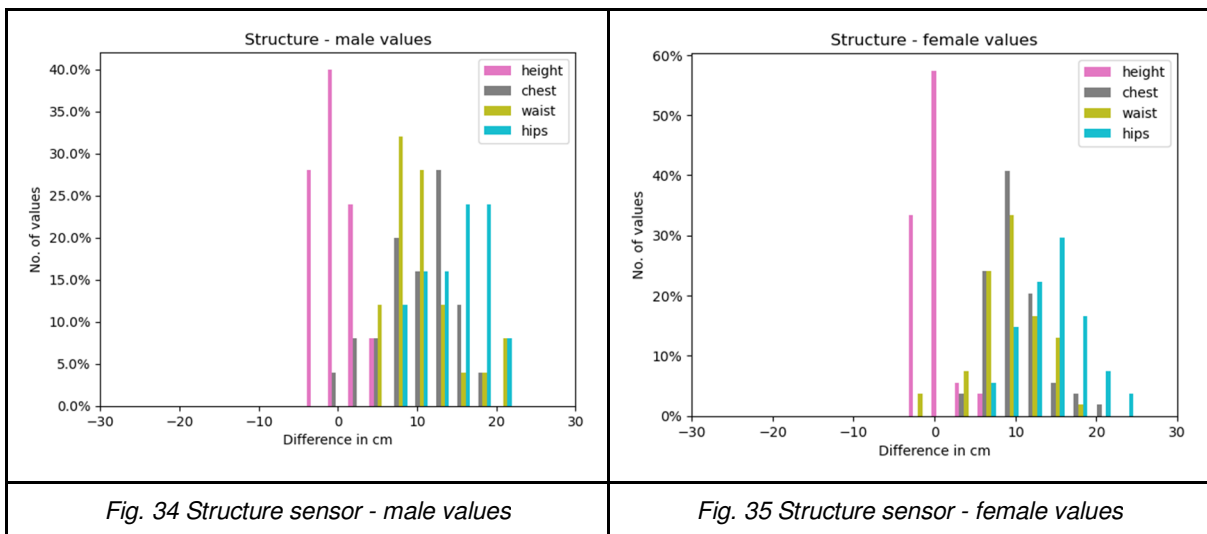 Structure - male values
40.0%
35.0%
30.0%
25.0%
20.0%
15.0%
10.0%
5.0%
0.0%
No. of values
height
chest
waist
hips
−30
−20
−10
0
10
20
30
Difference in cm
Fig. 34 Structure sensor - male values
Structure - female values
60%
50%
40%
30%
20%
10%
0%
No. of values
height
chest
waist
hips
−30
−20
−10
0
10
20
30
Difference in cm
Fig. 35 Structure sensor - female values